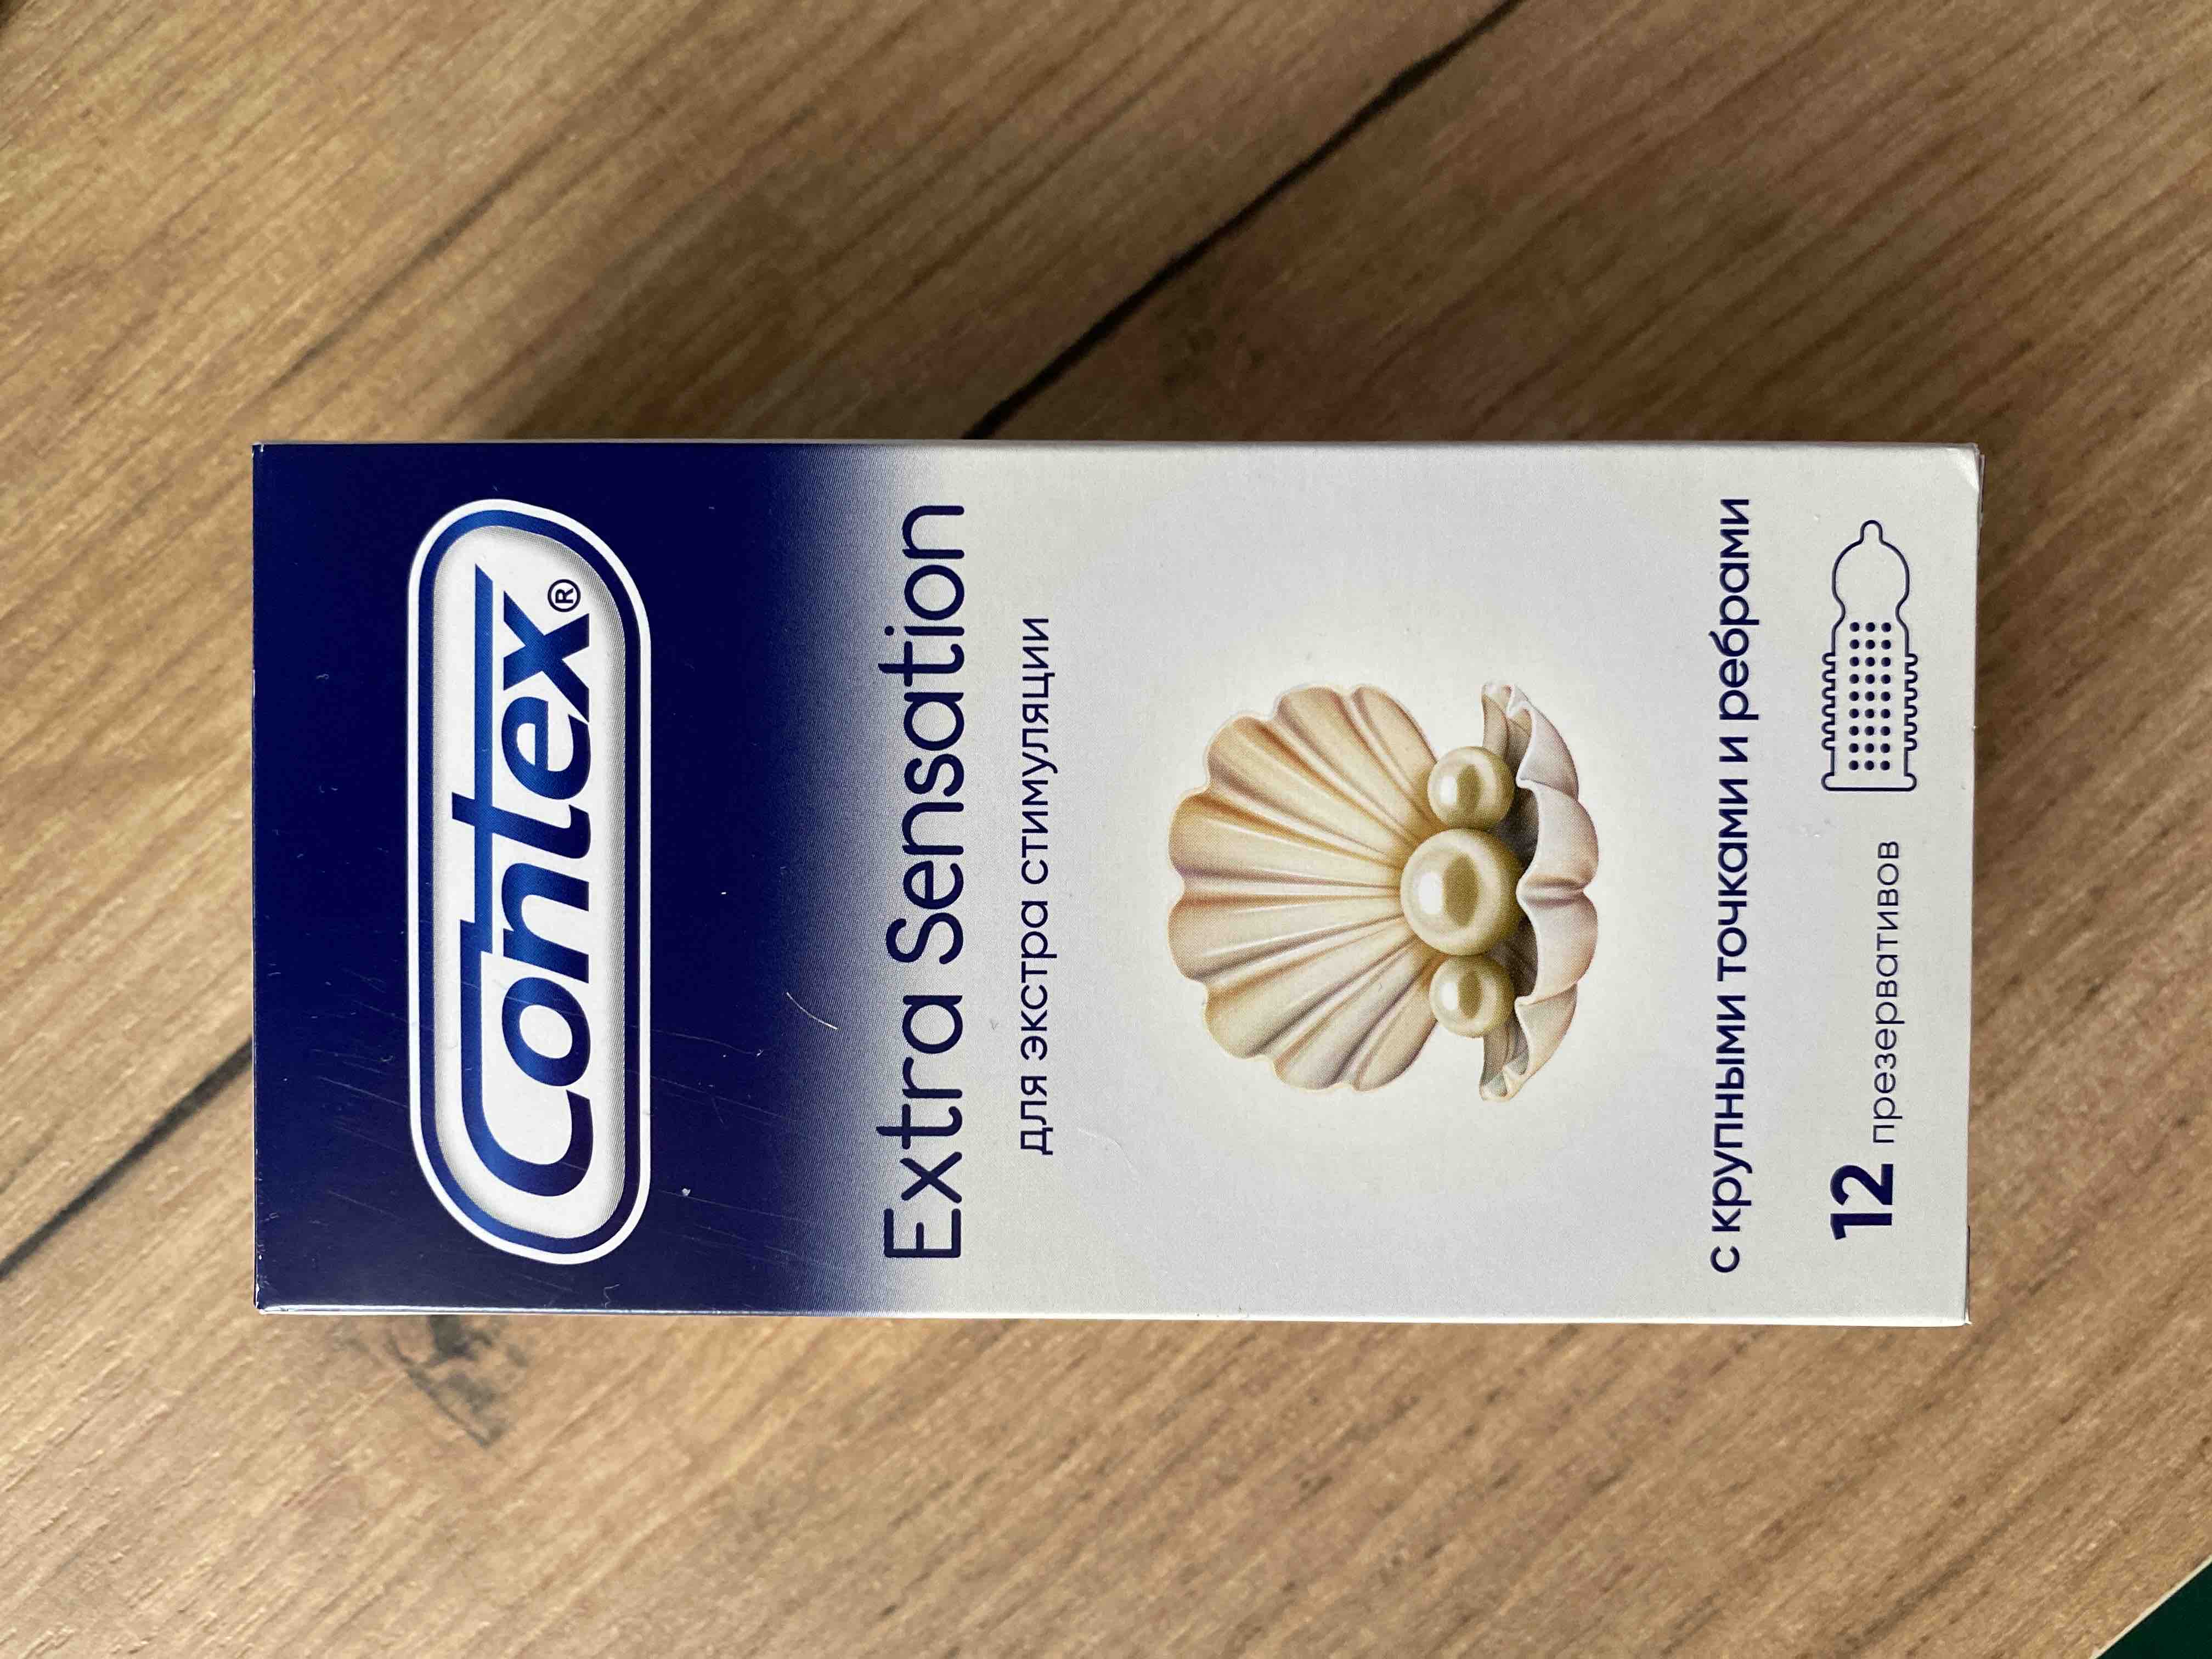 Contex®
Extra Sensation
для экстра стимуляции
с крупными точками и ребрами
12 презервативов